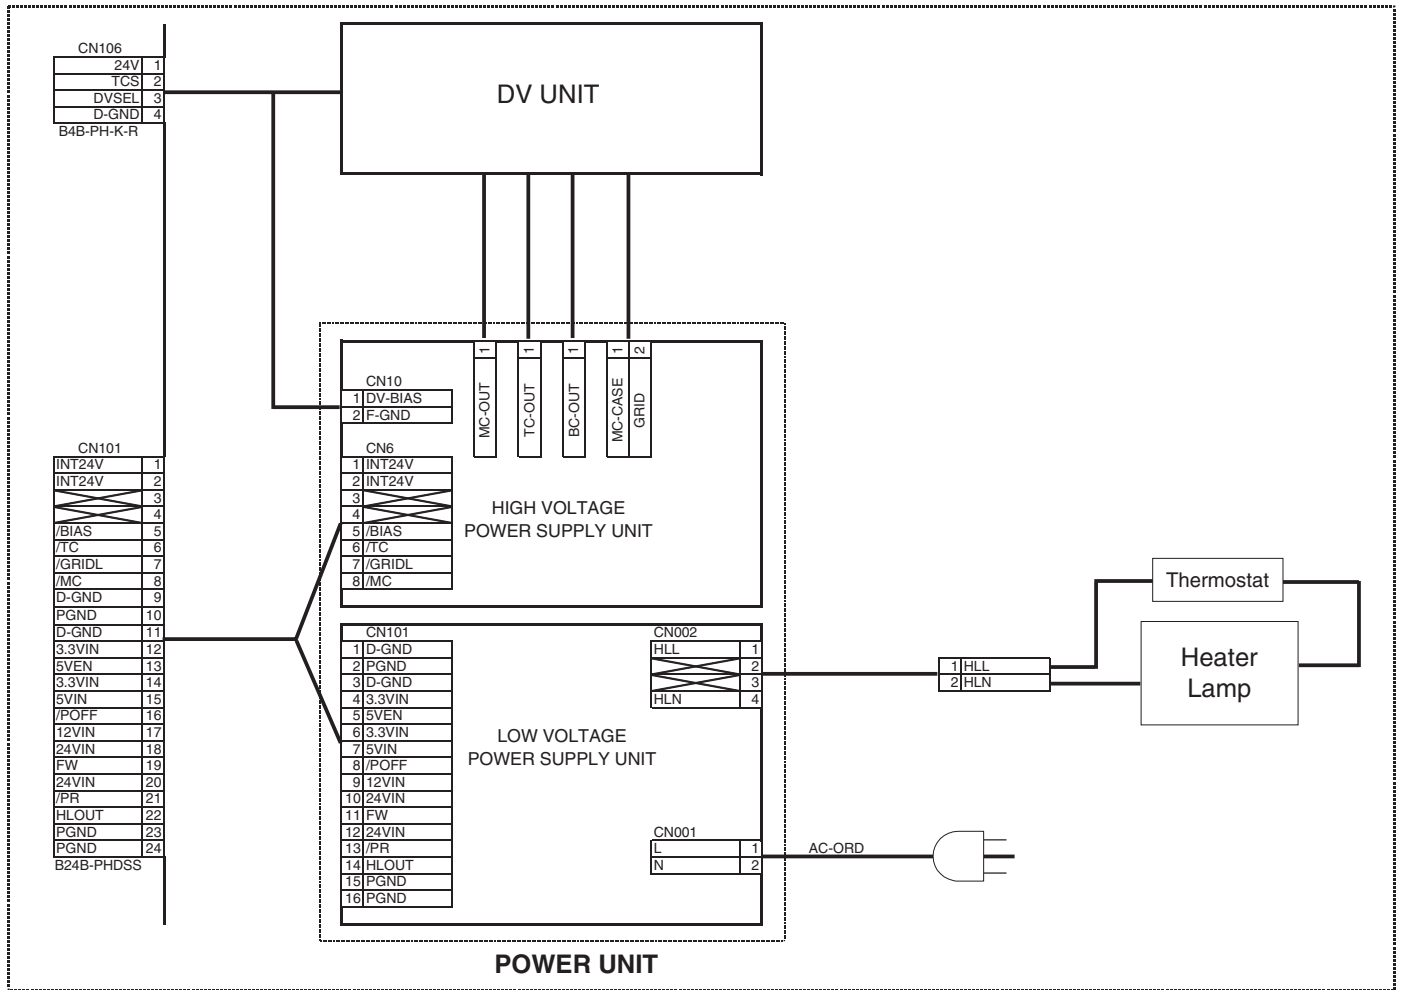 CN106
24V 1
TCS 2
DVSEL 3
D-GND 4
B4B-PH-K-R
DV UNIT
MC-OUT 1
TC-OUT 1
BC-OUT 1
MC-CASE 1
GRID 2
CN10
1 DV-BIAS
2 F-GND
CN6
1 INT24V
2 INT24V
3
4
5 /BIAS
6 /TC
7 /GRIDL
8 /MC
HIGH VOLTAGE
POWER SUPPLY UNIT
CN101
INT24V 1
INT24V 2
3
4
/BIAS 5
/TC 6
/GRIDL 7
/MC 8
D-GND 9
PGND 10
D-GND 11
3.3VIN 12
5VEN 13
3.3VIN 14
5VIN 15
/POFF 16
12VIN 17
24VIN 18
FW 19
24VIN 20
/PR 21
HLOUT 22
PGND 23
PGND 24
B24B-PHDSS
CN101
1 D-GND
2 PGND
3 D-GND
4 3.3VIN
5 5VEN
6 3.3VIN
7 5VIN
8 /POFF
9 12VIN
10 24VIN
11 FW
12 24VIN
13 /PR
14 HLOUT
15 PGND
16 PGND
LOW VOLTAGE
POWER SUPPLY UNIT
CN002
HLL 1
2
3
HLN 4
CN001
L 1
N 2
AC-ORD
1 HLL
2 HLN
Thermostat
Heater
Lamp
POWER UNIT